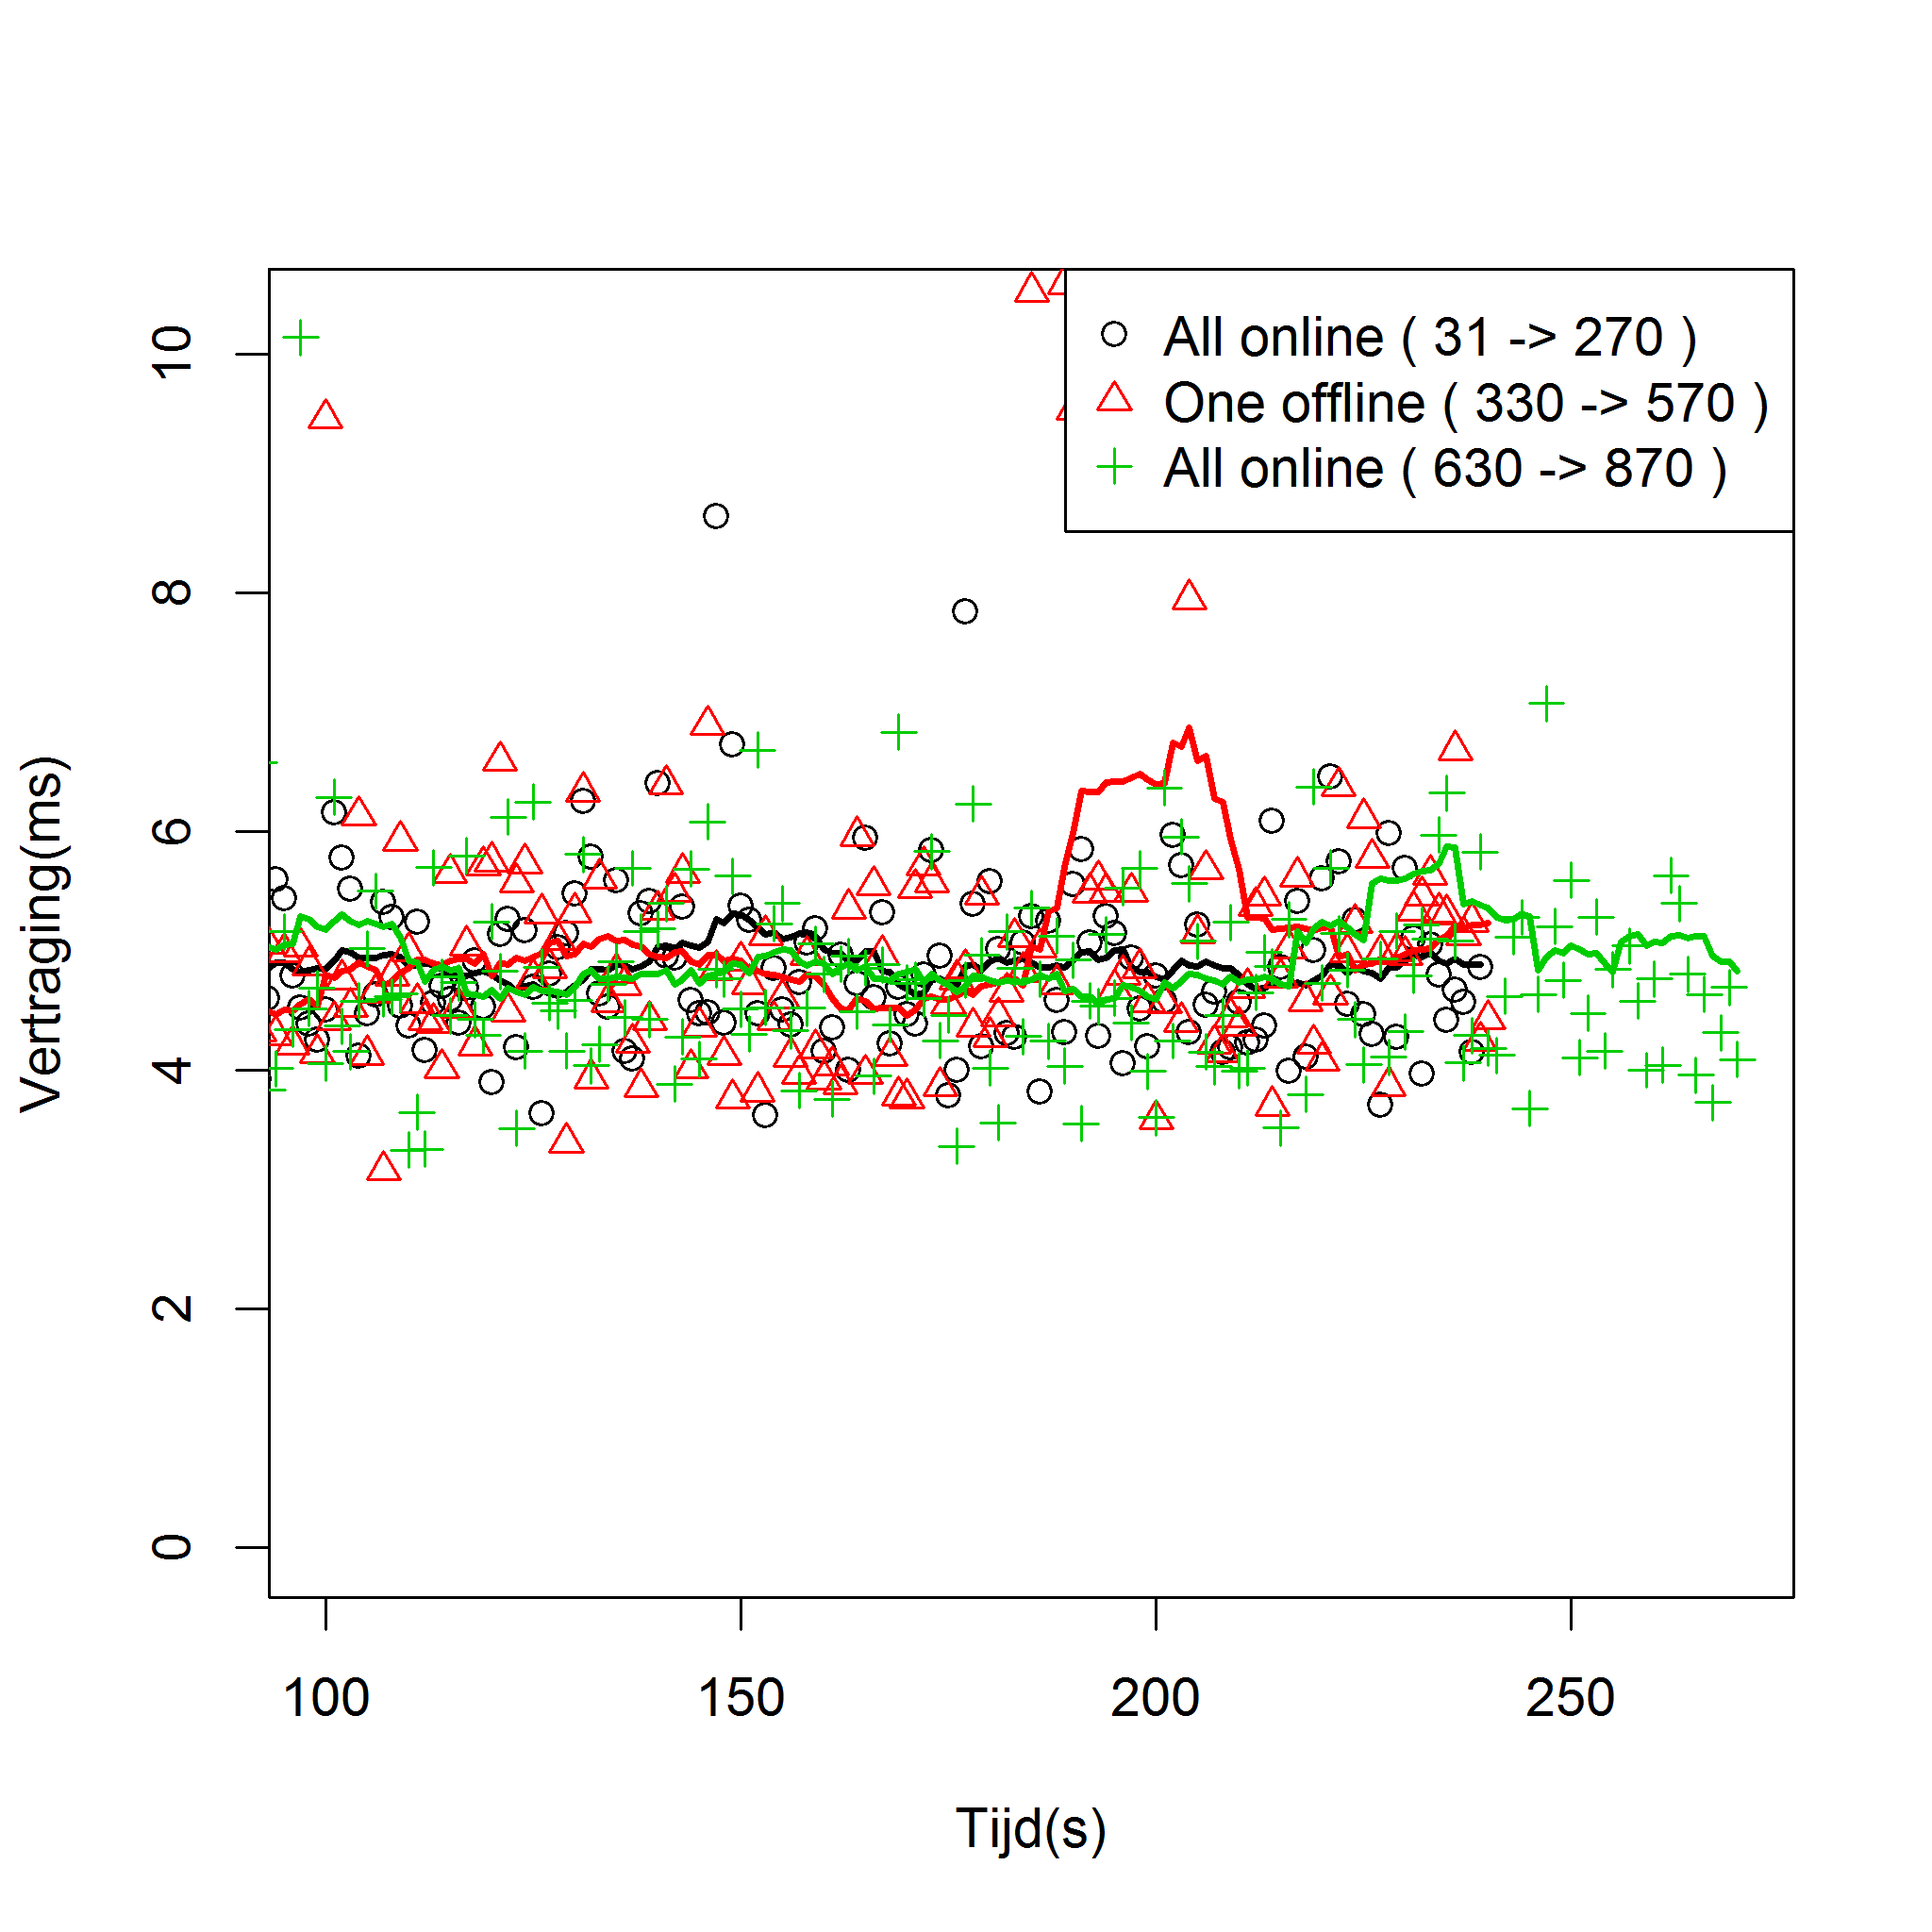 All online ( 31 -> 270 )
One offline ( 330 -> 570 )
All online ( 630 -> 870 )
Vertraging(ms)
10
8
6
4
2
0
100 150 200 250
Tijd(s)